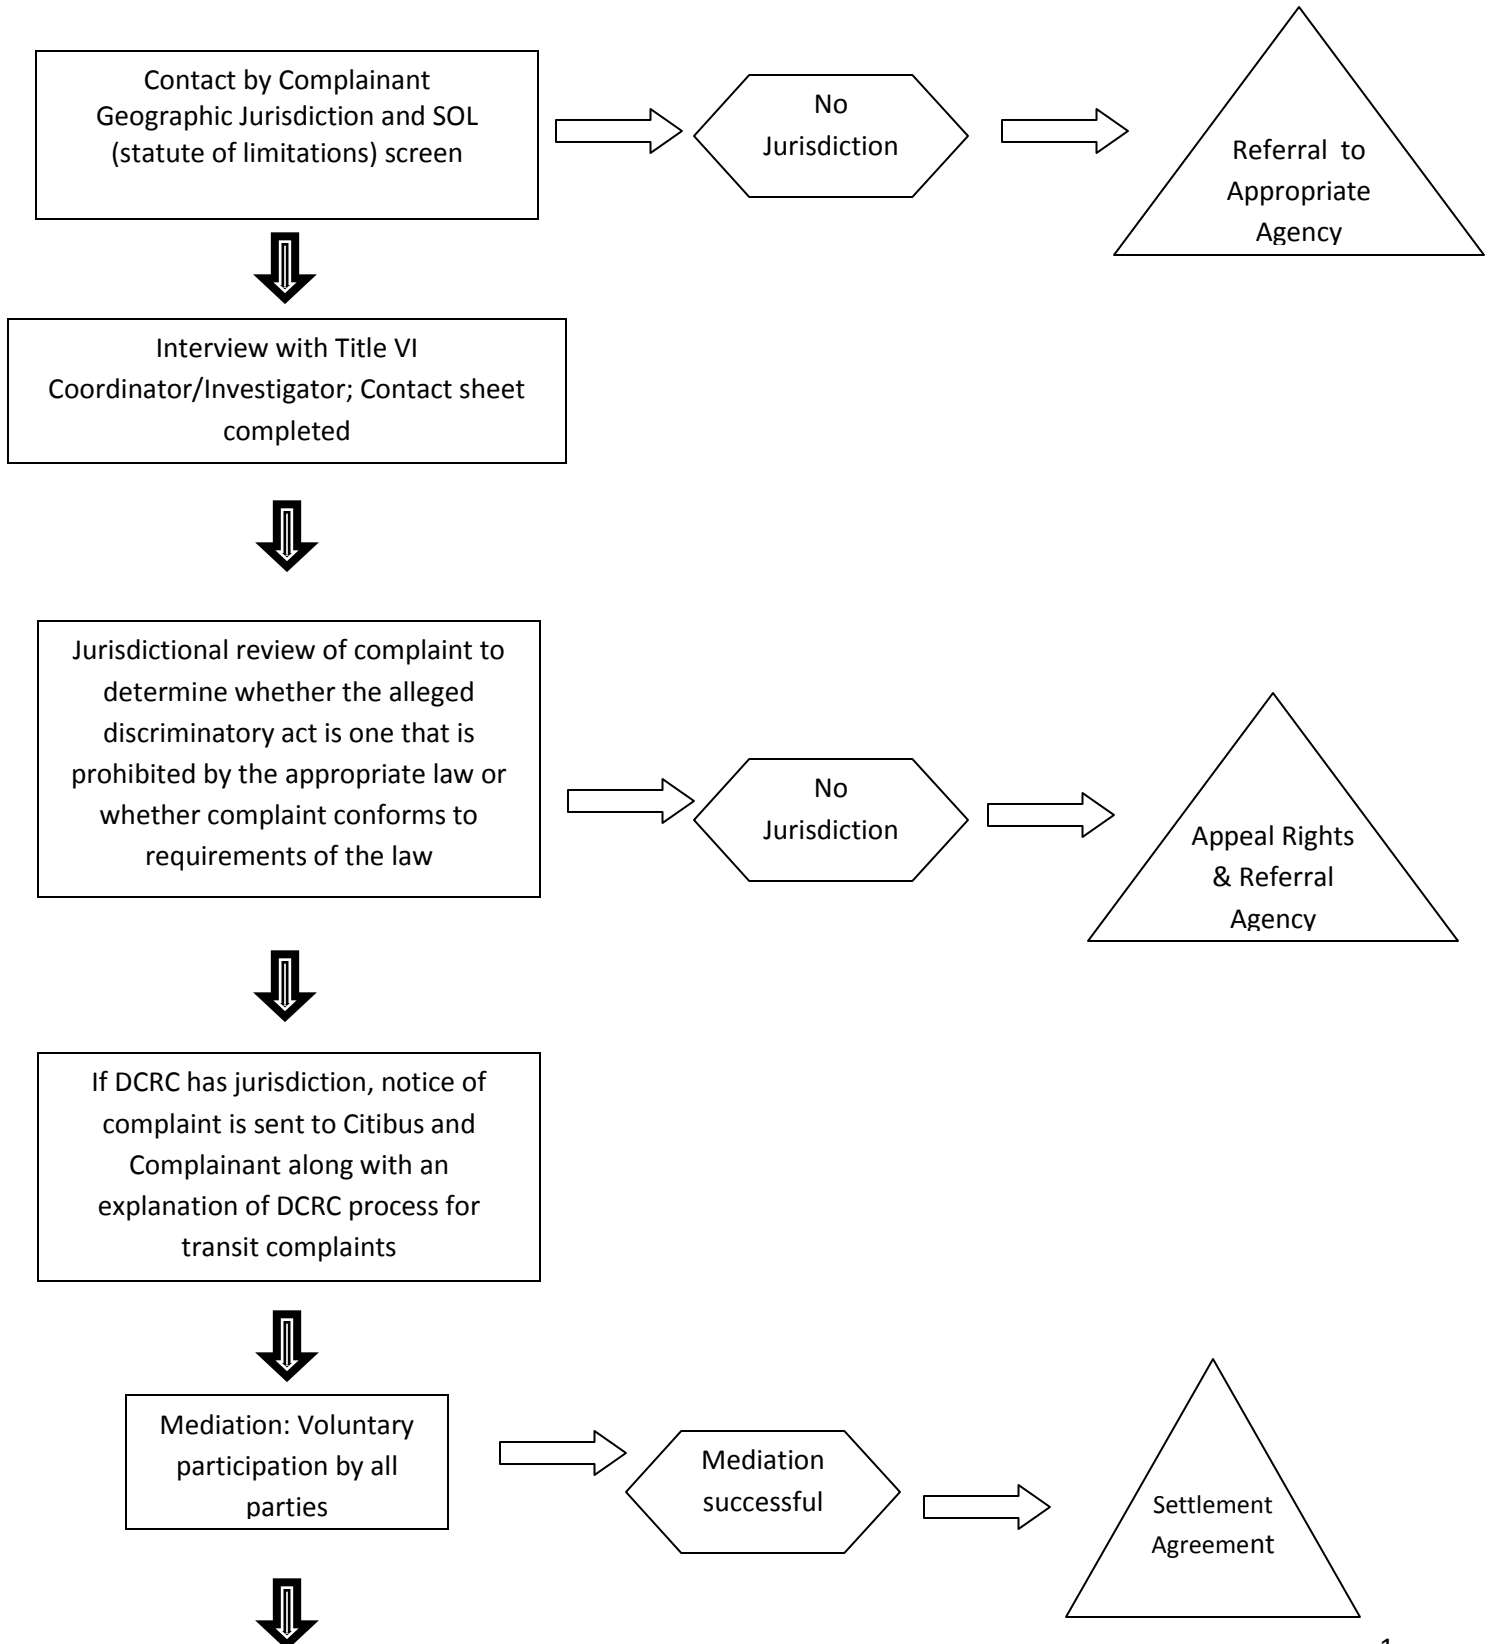 Contact by Complainant
Geographic Jurisdiction and SOL
(statute of limitations) screen
No
Jurisdiction
Referral to
Appropriate
Agency
Interview with Title VI
Coordinator/Investigator; Contact sheet
completed
Jurisdictional review of complaint to
determine whether the alleged
discriminatory act is one that is
prohibited by the appropriate law or
whether complaint conforms to
requirements of the law
No
Jurisdiction
Appeal Rights
& Referral
Agency
If DCRC has jurisdiction, notice of
complaint is sent to Citibus and
Complainant along with an
explanation of DCRC process for
transit complaints
Mediation: Voluntary
participation by all
parties
Mediation
successful
Settlement
Agreement
1